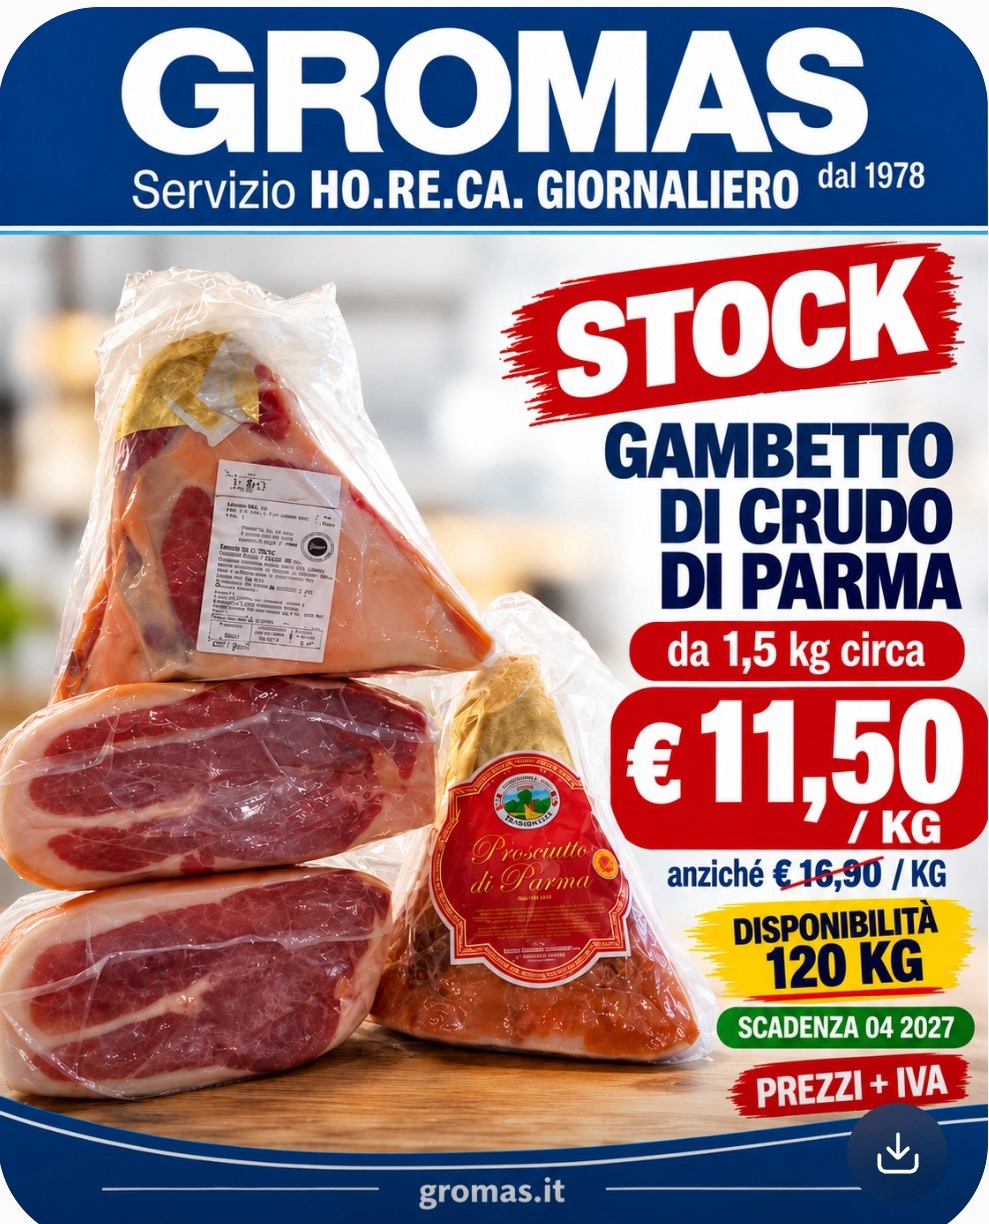 GROMAS
Servizio HO.RE.CA. GIORNALIERO dal 1978
STOCK
GAMBETTO
DI CRUDO
DI PARMA
da 1,5 kg circa
€ 11,50
/ KG
anziché € 16,90 / KG
DISPONIBILITÀ
120 KG
SCADENZA 04 2027
PREZZI + IVA
Prosciutto
di Parma
gromas.it